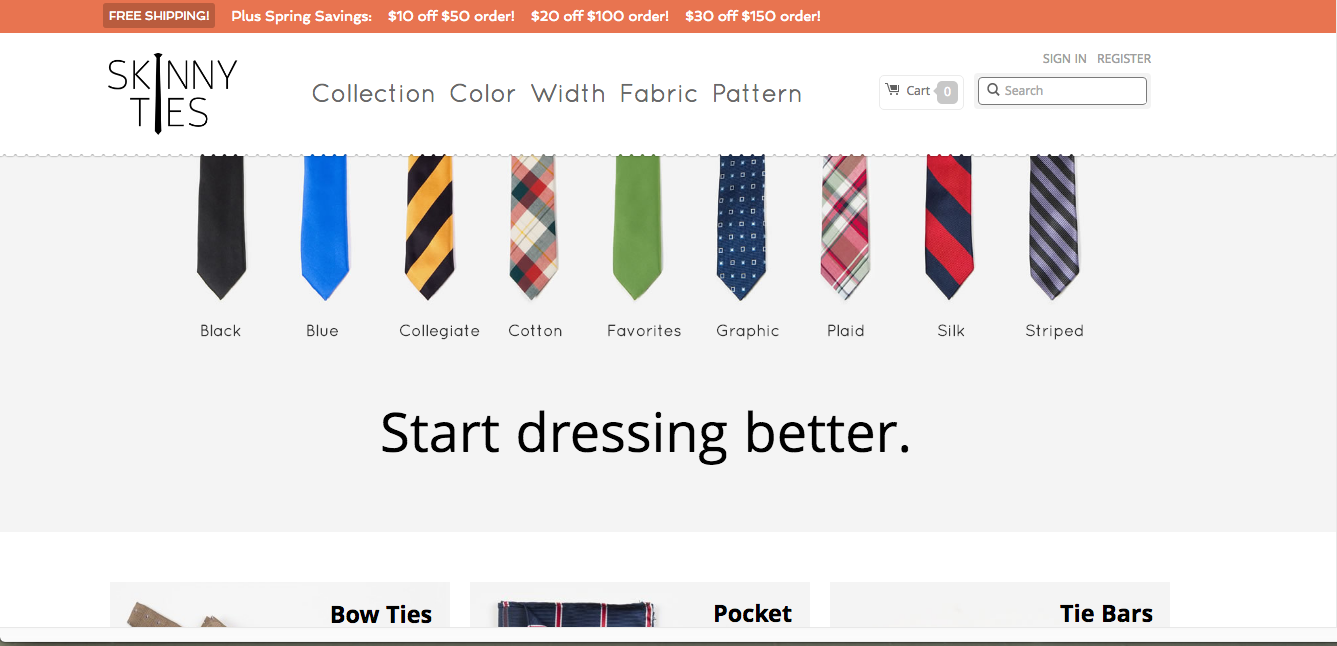 FREE SHIPPING! Plus Spring Savings: $10 off $50 order! $20 off $100 order! $30 off $150 order!
SIGN IN REGISTER
SKINNY
TIES
Collection Color Width Fabric Pattern
Cart 0
Search
Black Blue Collegiate Cotton Favorites Graphic Plaid Silk Striped
Start dressing better.
Bow Ties Pocket Tie Bars